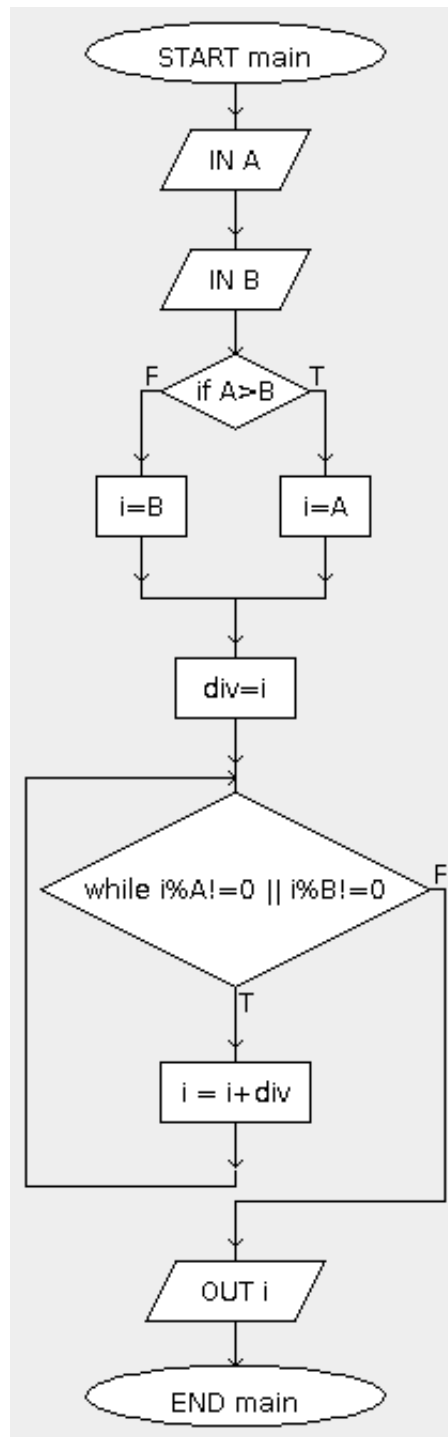 START main
IN A
IN B
F
T
if A>B
i=B
i=A
div=i
F
while i%A!=0 || i%B!=0
T
i = i+div
OUT i
END main